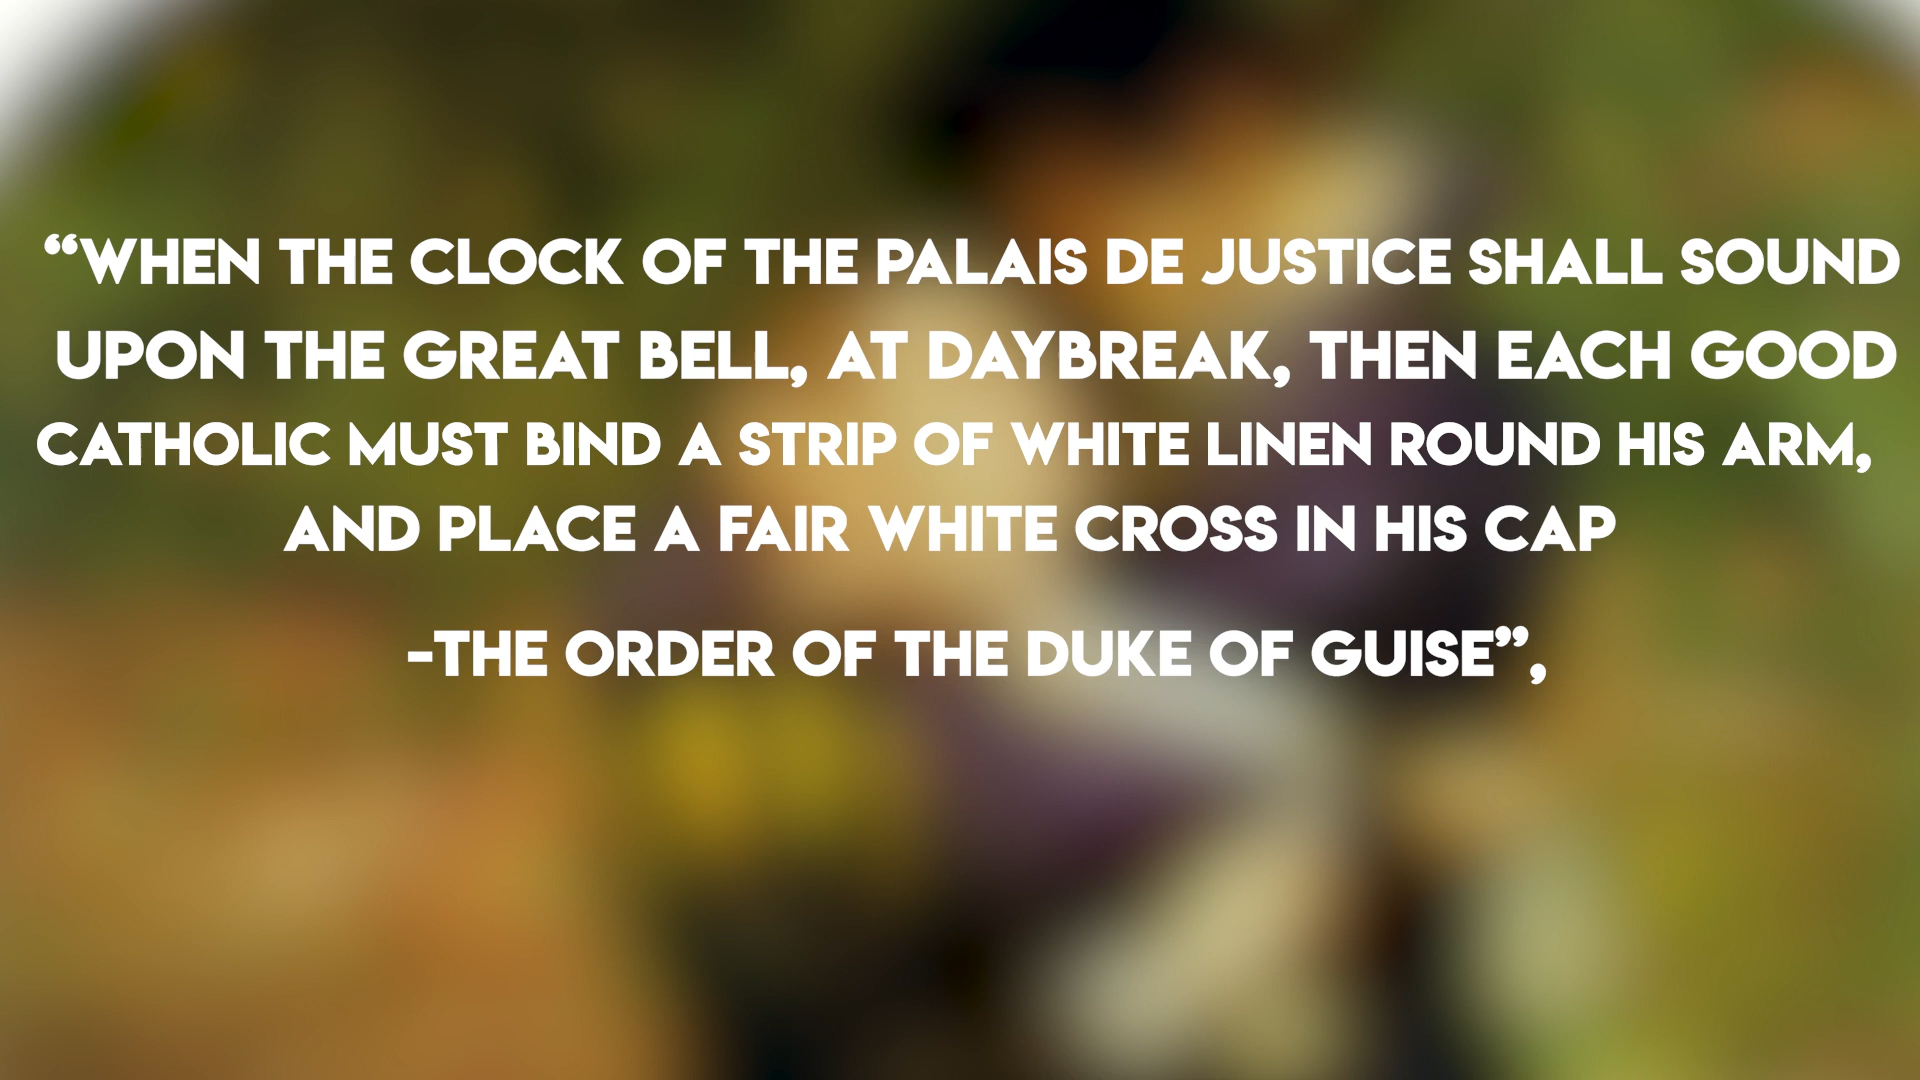 “WHEN THE CLOCK OF THE PALAIS DE JUSTICE SHALL SOUND
UPON THE GREAT BELL, AT DAYBREAK, THEN EACH GOOD
CATHOLIC MUST BIND A STRIP OF WHITE LINEN ROUND HIS ARM,
AND PLACE A FAIR WHITE CROSS IN HIS CAP
-THE ORDER OF THE DUKE OF GUISE”,